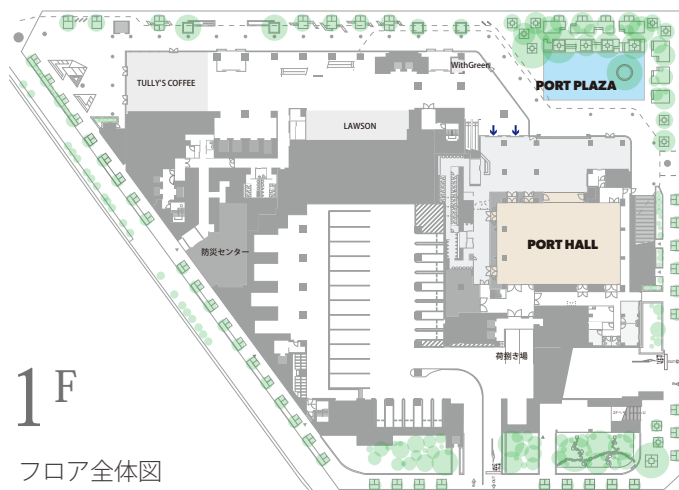 WithGreen
TULLY'S COFFEE
PORT PLAZA
LAWSON
PORT HALL
防災センター
荷捌き場
1F
フロア全体図